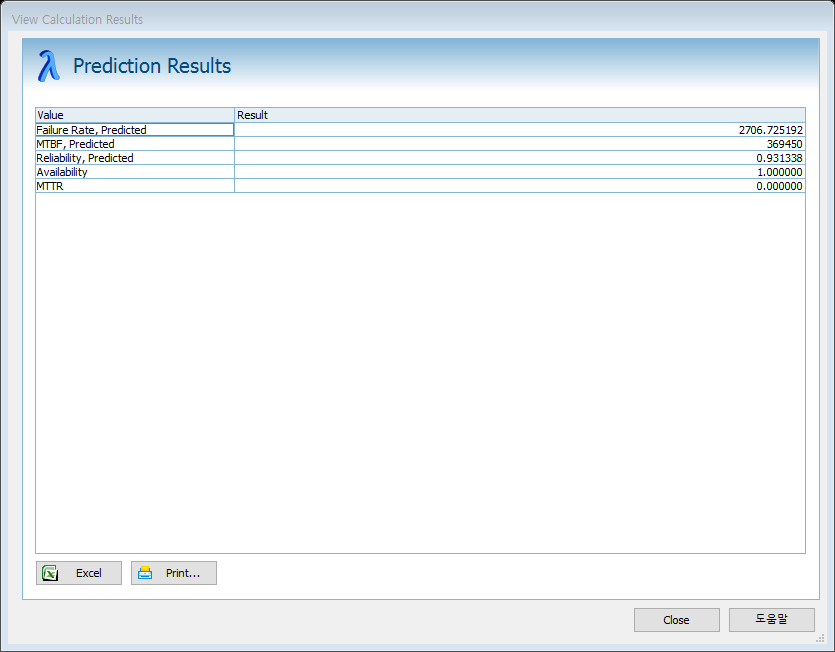 View Calculation Results
Prediction Results
Value Result
Failure Rate, Predicted 2706.725192
MTBF, Predicted 369450
Reliability, Predicted 0.931338
Availability 1.000000
MTTR 0.000000
Excel Print...
Close 도움말